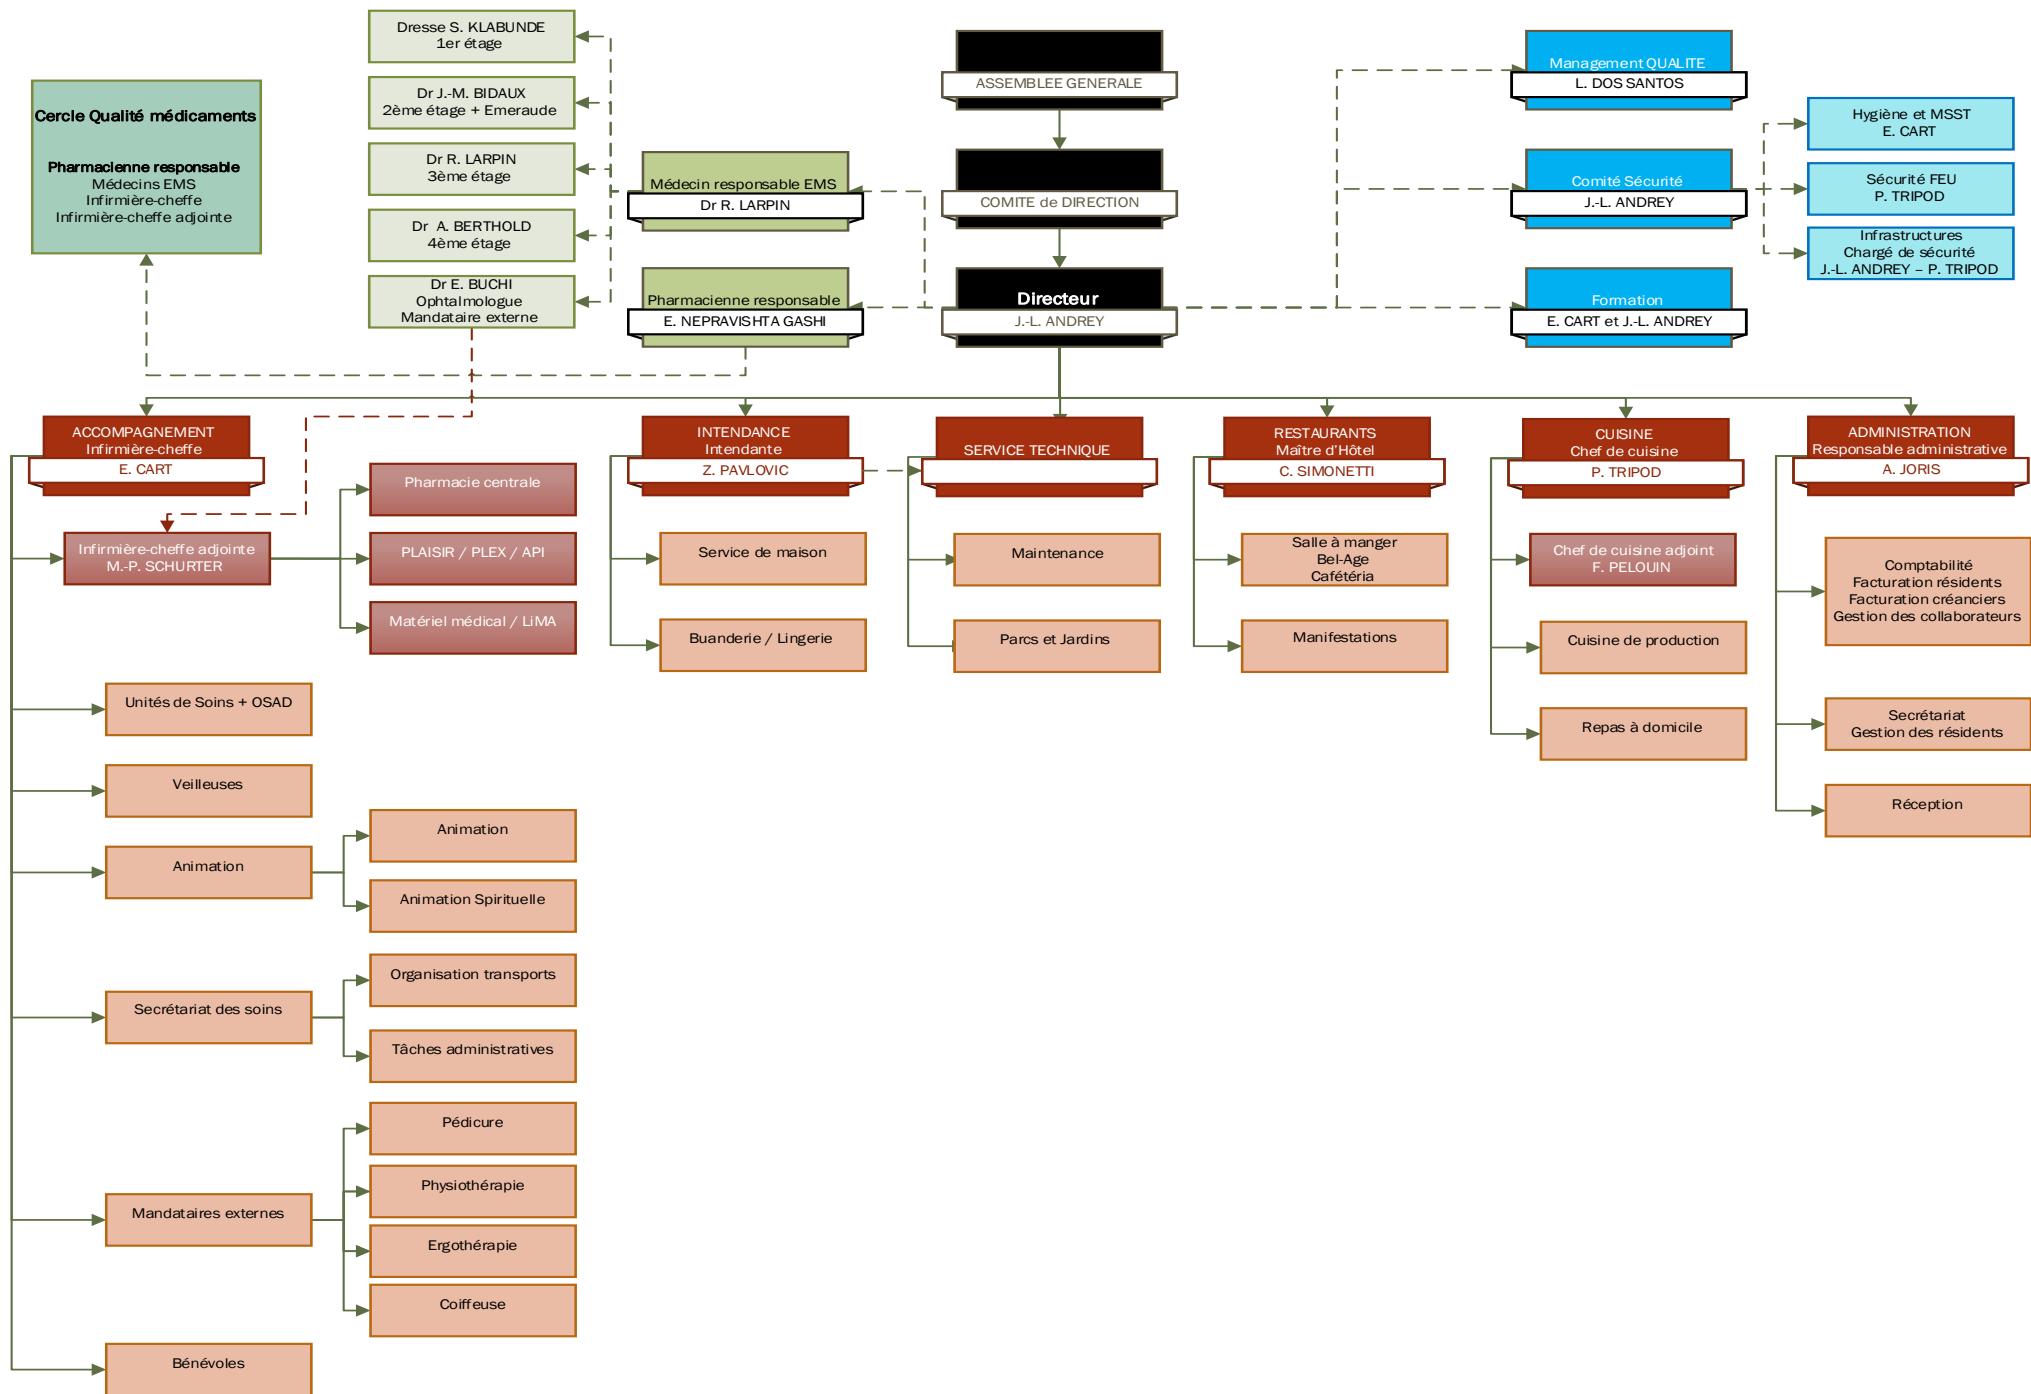 Dresse S. KLABUNDE
1er étage
Dr J.-M. BIDAUX
2ème étage + Emeraude
Dr R. LARPIN
3ème étage
Dr A. BERTHOLD
4ème étage
Dr E. BUCHI
Ophtalmologue
Mandataire externe
Cercle Qualité médicaments
Pharmacienne responsable
Médecins EMS
Infirmière-cheffe
Infirmière-cheffe adjointe
Médecin responsable EMS
Dr R. LARPIN
Pharmacienne responsable
E. NEPRAVISHTA GASHI
ASSEMBLEE GENERALE
COMITE de DIRECTION
Directeur
J.-L. ANDREY
Management QUALITE
L. DOS SANTOS
Comité Sécurité
J.-L. ANDREY
Formation
E. CART et J.-L. ANDREY
Hygiène et MSST
E. CART
Sécurité FEU
P. TRIPOD
Infrastructures
Chargé de sécurité
J.-L. ANDREY – P. TRIPOD
ACCOMPAGNEMENT
Infirmière-cheffe
E. CART
Infirmière-cheffe adjointe
M.-P. SCHURTER
Pharmacie centrale
PLAISIR / PLEX / API
Matériel médical / LiMA
Unités de Soins + OSAD
Veilleuses
Animation
Animation
Animation Spirituelle
Secrétariat des soins
Organisation transports
Tâches administratives
Mandataires externes
Pédicure
Physiothérapie
Ergothérapie
Coiffeuse
Bénévoles
INTENDANCE
Intendante
Z. PAVLOVIC
Service de maison
Buanderie / Lingerie
SERVICE TECHNIQUE
Maintenance
Parcs et Jardins
RESTAURANTS
Maître d'Hôtel
C. SIMONETTI
Salle à manger
Bel-Age
Cafétéria
Manifestations
CUISINE
Chef de cuisine
P. TRIPOD
Chef de cuisine adjoint
F. PELOUIN
Cuisine de production
Repas à domicile
ADMINISTRATION
Responsable administrative
A. JORIS
Comptabilité
Facturation résidents
Facturation créanciers
Gestion des collaborateurs
Secrétariat
Gestion des résidents
Réception